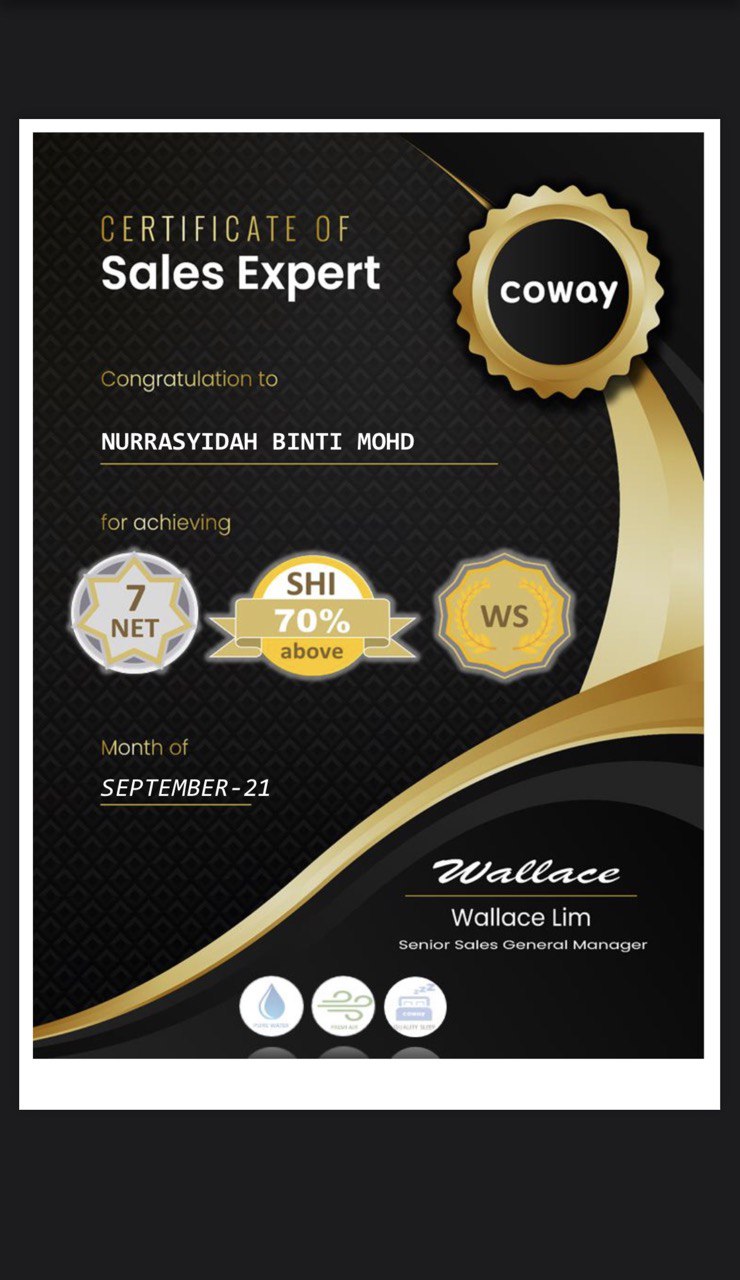 CERTIFICATE OF
Sales Expert
coway
Congratulation to
NURRASYIDAH BINTI MOHD
for achieving
7
NET
SHI
70%
above
WS
Month of
SEPTEMBER-21
Wallace
Wallace Lim
Senior Sales General Manager
PURE WATER
FRESH AIR
zzZ
coway
QUALITY SLEEP